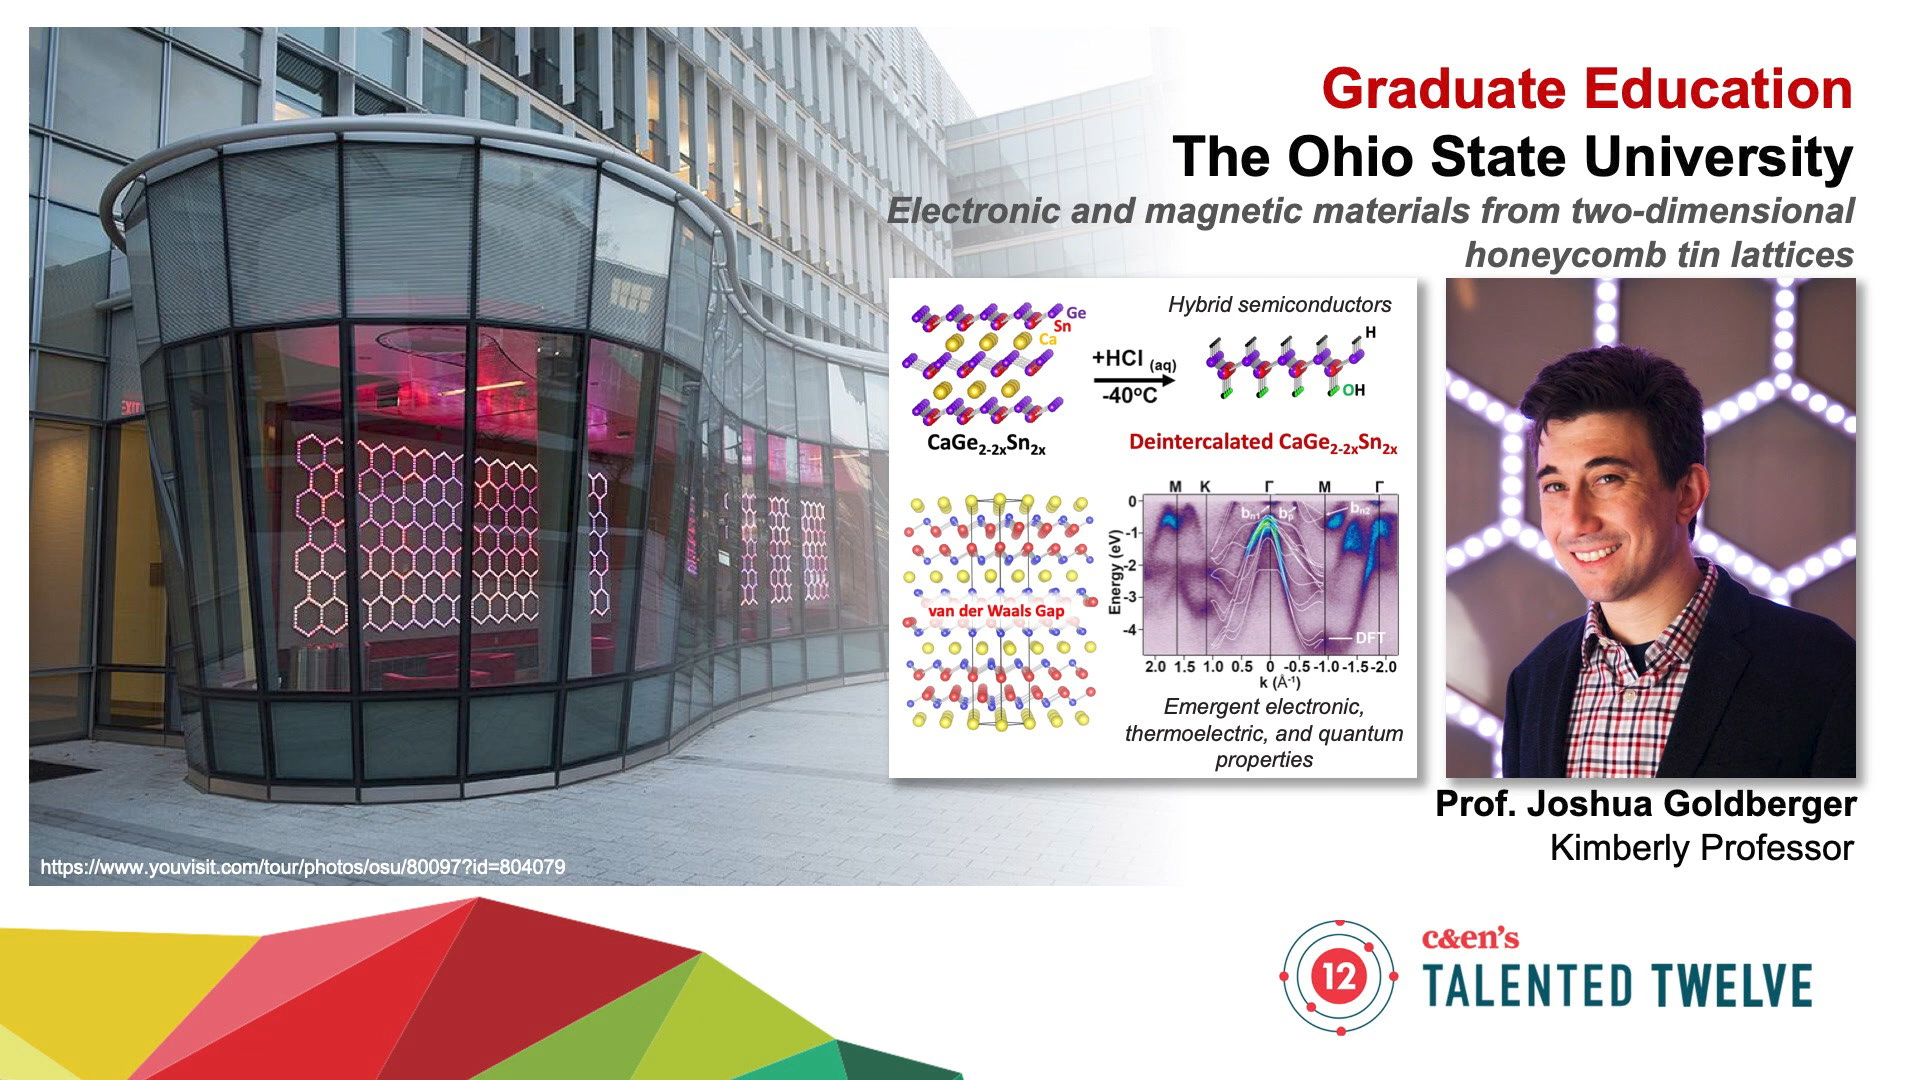 Graduate Education
The Ohio State University
Electronic and magnetic materials from two-dimensional
honeycomb tin lattices
Hybrid semiconductors
Ge
Sn
Ca
H
+HCl (aq)
-40ºC
OH
CaGe2-2xSn2x
Deintercalated CaGe2-2xSn2x
M K Γ M Γ
bn1 bp bn2
0
-1
-2
-3
-4
Energy (eV)
DFT
2.0 1.5 1.0 0.5 0 -0.5 -1.0 -1.5 -2.0
k (Å-1)
van der Waals Gap
Emergent electronic,
thermoelectric, and quantum
properties
Prof. Joshua Goldberger
Kimberly Professor
EXIT
https://www.youvisit.com/tour/photos/osu/80097?id=804079
12
c&en's
TALENTED TWELVE